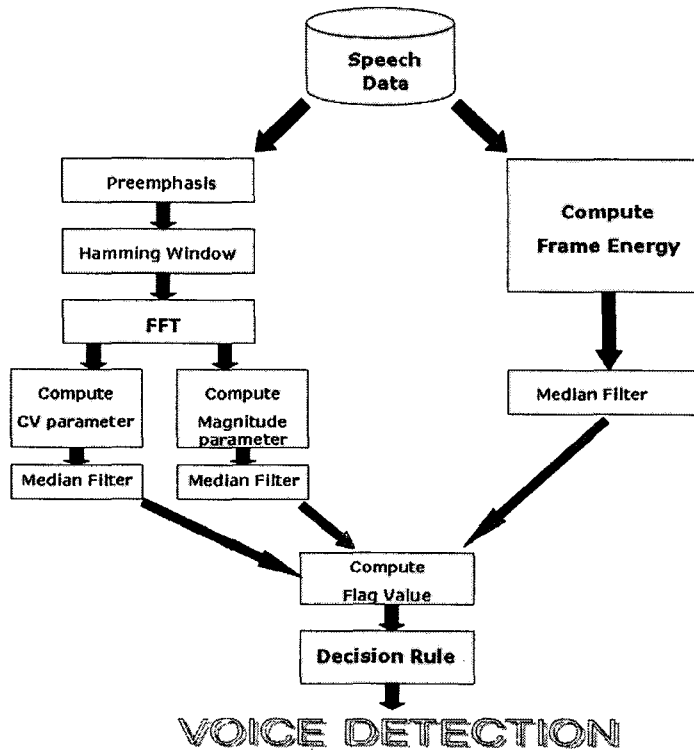 Speech
Data
Preemphasis
Hamming Window
FFT
Compute
CV parameter
Median Filter
Compute
Magnitude
parameter
Median Filter
Compute
Frame Energy
Median Filter
Compute
Flag Value
Decision Rule
VOICE DETECTION